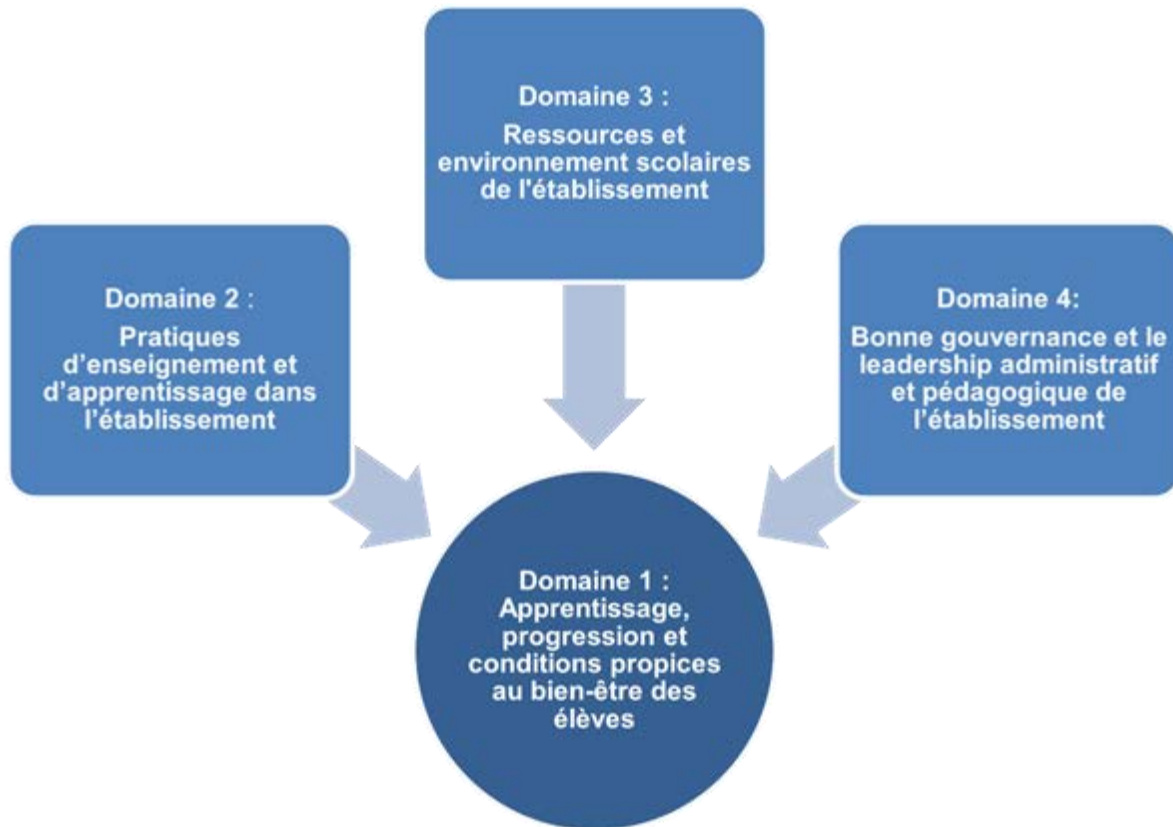 Domaine 3 :
Ressources et
environnement scolaires
de l'établissement
Domaine 2 :
Pratiques
d'enseignement et
d'apprentissage dans
l'établissement
Domaine 4:
Bonne gouvernance et le
leadership administratif
et pédagogique de
l'établissement
Domaine 1 :
Apprentissage,
progression et
conditions propices
au bien-être des
élèves